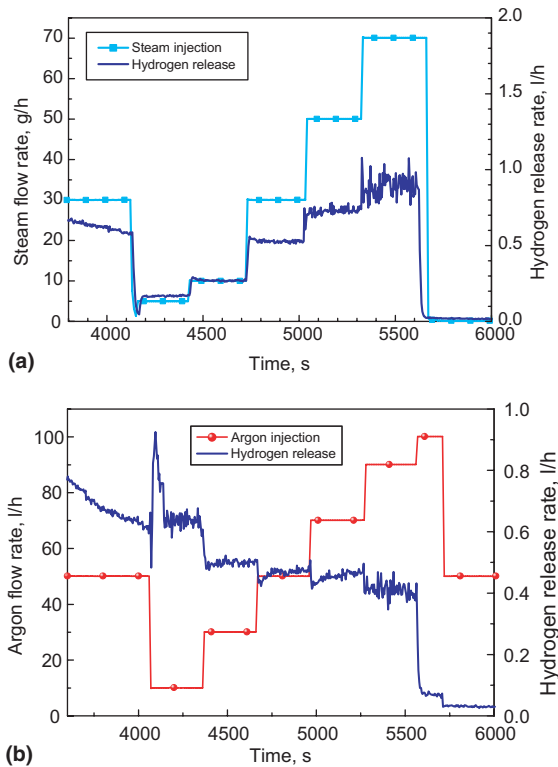 2.0
70
Steam injection
Hydrogen release
60
1.5
50
40
1.0
30
20
0.5
10
0
0.0
4000 4500 5000 5500 6000
Steam flow rate, g/h
Hydrogen release rate, l/h
Time, s
(a)
1.0
100
Argon injection
Hydrogen release
0.8
80
0.6
60
0.4
40
0.2
20
0
0.0
4000 4500 5000 5500 6000
Argon flow rate, l/h
Hydrogen release rate, l/h
Time, s
(b)